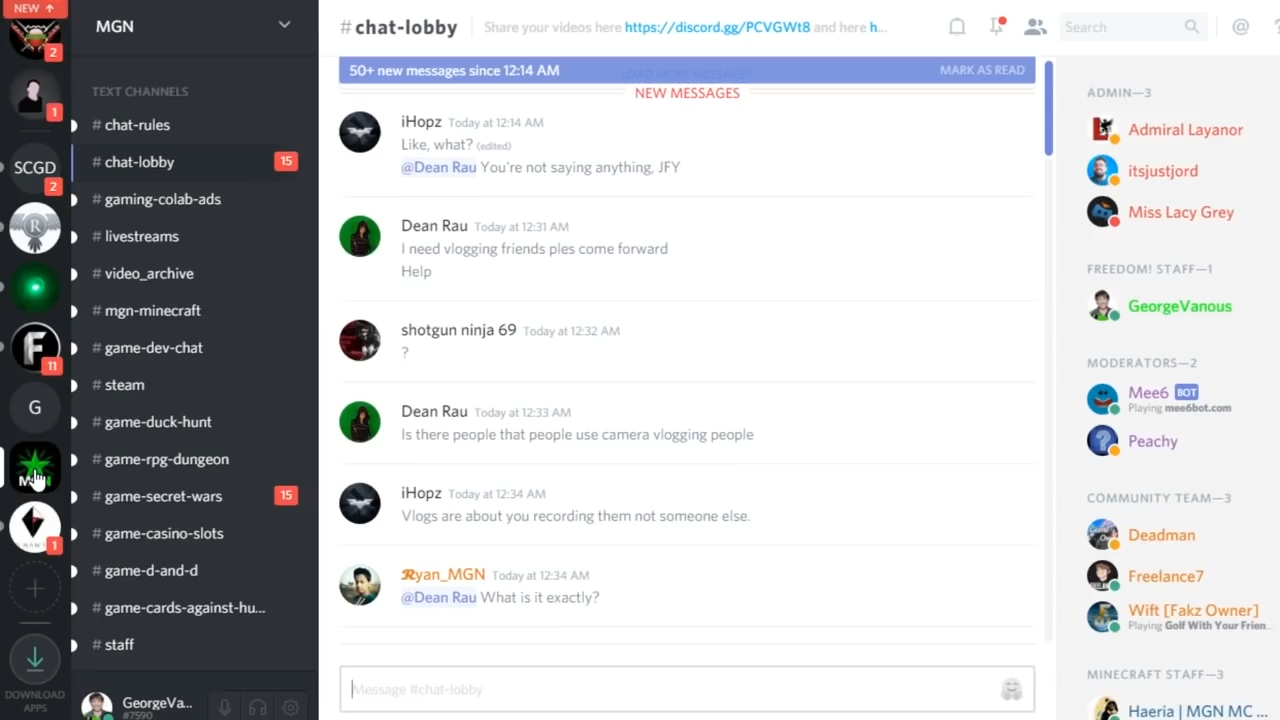 NEW ↑
2
1
SCGD
2
R
F
11
G
MGN
1
DOWNLOAD
APPS
MGN
TEXT CHANNELS
# chat-rules
# chat-lobby 15
# gaming-colab-ads
# livestreams
# video_archive
# mgn-minecraft
# game-dev-chat
# steam
# game-duck-hunt
# game-rpg-dungeon
# game-secret-wars 15
# game-casino-slots
# game-d-and-d
# game-cards-against-hu...
# staff
GeorgeVa...
#7590
#chat-lobby Share your videos here https://discord.gg/PCVGWt8 and here h...
Search
@
?
50+ new messages since 12:14 AM LOAD MORE MESSAGES MARK AS READ
NEW MESSAGES
iHopz Today at 12:14 AM
Like, what? (edited)
@Dean Rau You're not saying anything, JFY
Dean Rau Today at 12:31 AM
I need vlogging friends ples come forward
Help
shotgun ninja 69 Today at 12:32 AM
?
Dean Rau Today at 12:33 AM
Is there people that people use camera vlogging people
iHopz Today at 12:34 AM
Vlogs are about you recording them not someone else.
𝓡yan_MGN Today at 12:34 AM
@Dean Rau What is it exactly?
Message #chat-lobby
ADMIN—3
Admiral Layanor
itsjustjord
Miss Lacy Grey
FREEDOM! STAFF—1
GeorgeVanous
MODERATORS—2
Mee6 BOT
Playing mee6bot.com
Peachy
COMMUNITY TEAM—3
Deadman
Freelance7
Wift [Fakz Owner]
Playing Golf With Your Frien...
MINECRAFT STAFF—3
Haeria | MGN MC ...